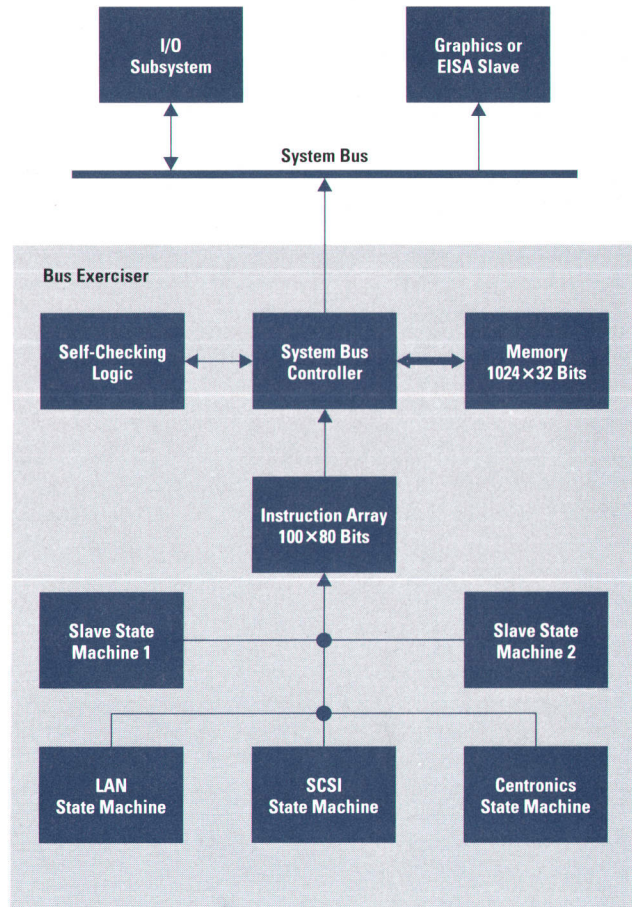 I/O
Subsystem
Graphics or
EISA Slave
System Bus
Bus Exerciser
Self-Checking
Logic
System Bus
Controller
Memory
1024×32 Bits
Instruction Array
100×80 Bits
Slave State
Machine 1
Slave State
Machine 2
LAN
State Machine
SCSI
State Machine
Centronics
State Machine